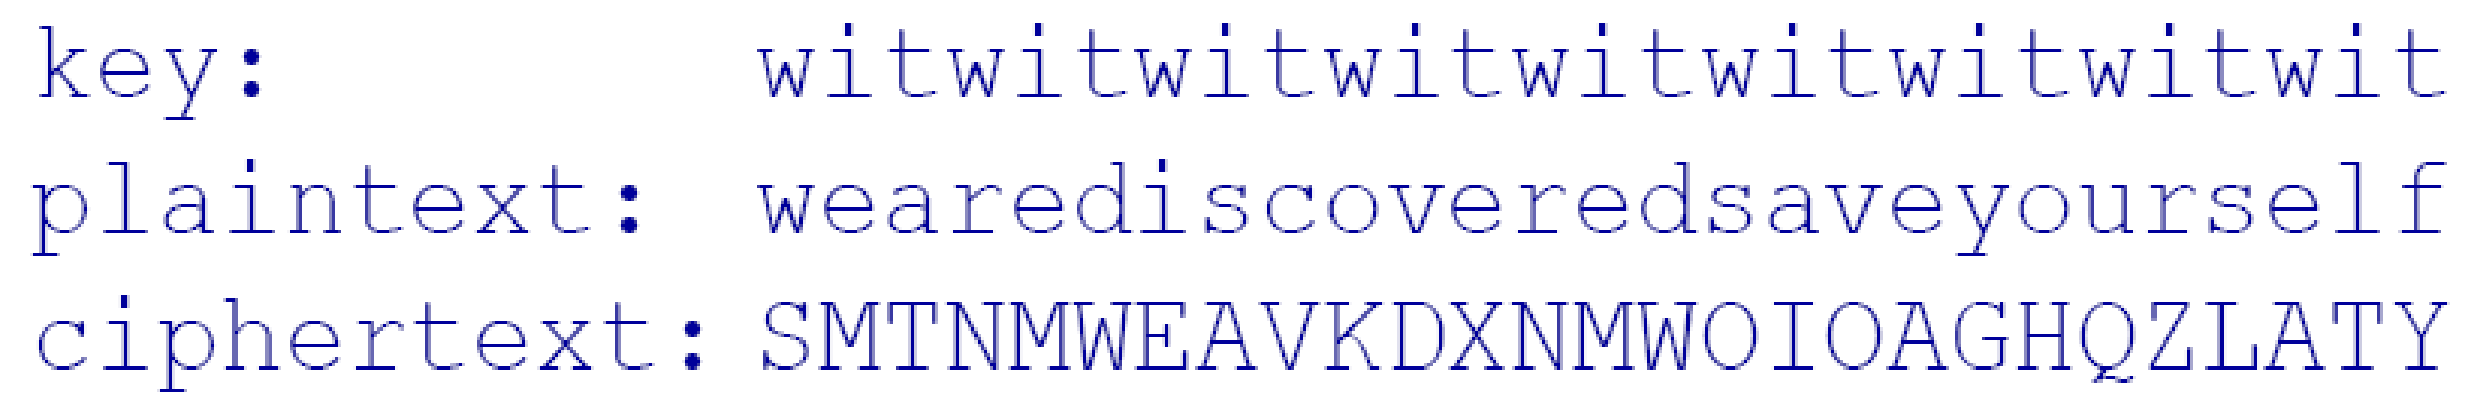 key: witwitwitwitwitwitwitwitwit
plaintext: wearediscoveredsaveyourself
ciphertext: SMTNMWEAVKDXNMWOIOAGHQZLATY